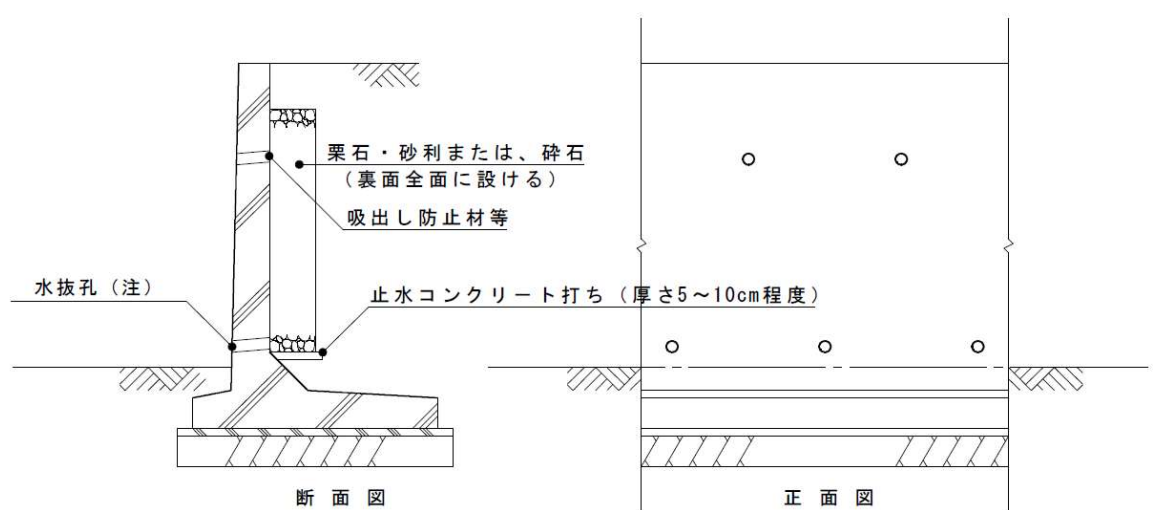 栗石・砂利または、砕石
（裏面全面に設ける）
吸出し防止材等
水抜孔（注）
止水コンクリート打ち（厚さ5～10cm程度）
断面図
正面図